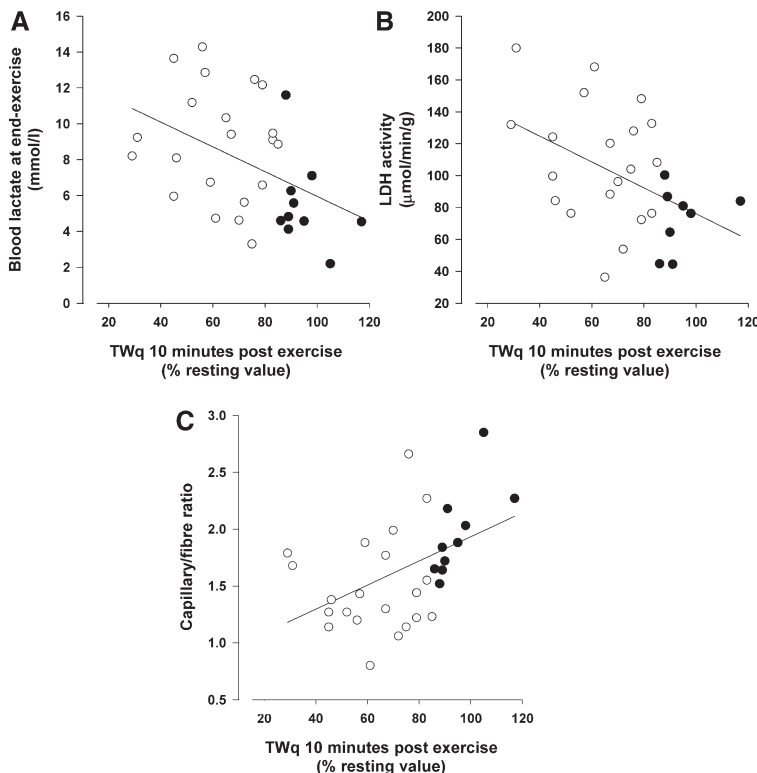 A
16
14
12
10
8
6
4
2
0
Blood lactate at end-exercise
(mmol/l)
20 40 60 80 100 120
TWq 10 minutes post exercise
(% resting value)
B
200
180
160
140
120
100
80
60
40
20
LDH activity
(μmol/min/g)
20 40 60 80 100 120
TWq 10 minutes post exercise
(% resting value)
C
3.0
2.5
2.0
1.5
1.0
0.5
Capillary/fibre ratio
20 40 60 80 100 120
TWq 10 minutes post exercise
(% resting value)